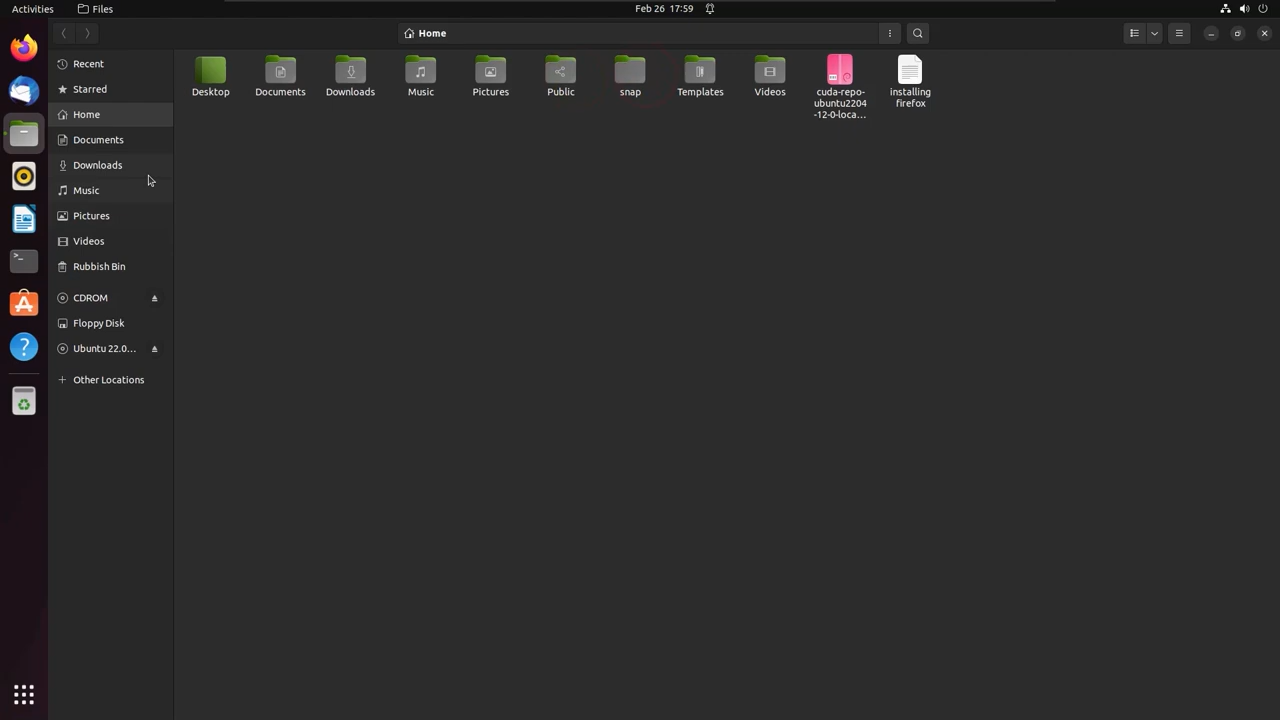 Activities
Files
Feb 26 17:59
Home
Recent
Starred
Home
Documents
Downloads
Music
Pictures
Videos
Rubbish Bin
CDROM
Floppy Disk
Ubuntu 22.0...
Other Locations
Desktop
Documents
Downloads
Music
Pictures
Public
snap
Templates
Videos
cuda-repo-
ubuntu2204
-12-0-loca...
installing
firefox